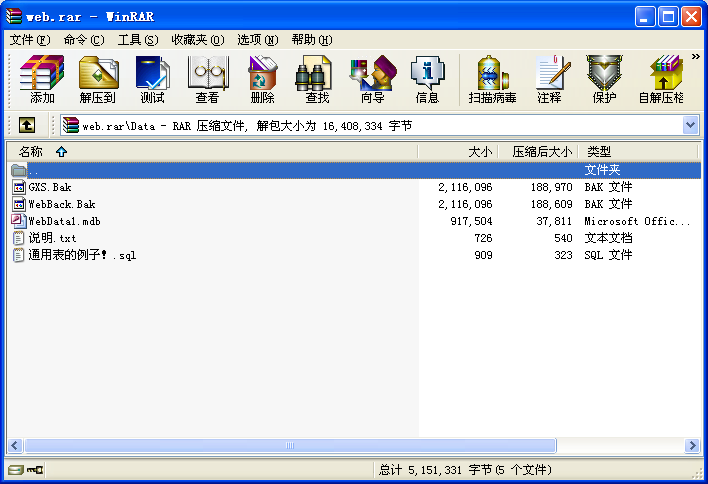 web.rar - WinRAR
文件(F) 命令(C) 工具(S) 收藏夹(O) 选项(N) 帮助(H)
添加 解压到 测试 查看 删除 查找 向导 信息 扫描病毒 注释 保护 自解压格 »
web.rar\Data - RAR 压缩文件, 解包大小为 16,408,334 字节
名称 大小 压缩后大小 类型
.. 文件夹
GXS.Bak 2,116,096 188,970 BAK 文件
WebBack.Bak 2,116,096 188,609 BAK 文件
WebData1.mdb 917,504 37,811 Microsoft Offic...
说明.txt 726 540 文本文档
通用表的例子！.sql 909 323 SQL 文件
总计 5,151,331 字节(5 个文件)